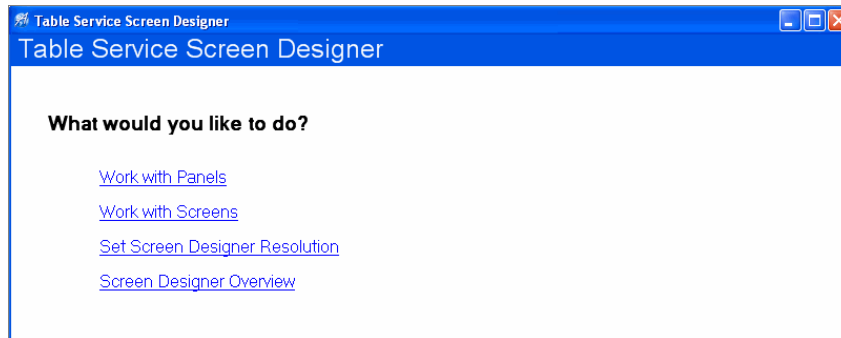 Table Service Screen Designer
Table Service Screen Designer
What would you like to do?
Work with Panels
Work with Screens
Set Screen Designer Resolution
Screen Designer Overview